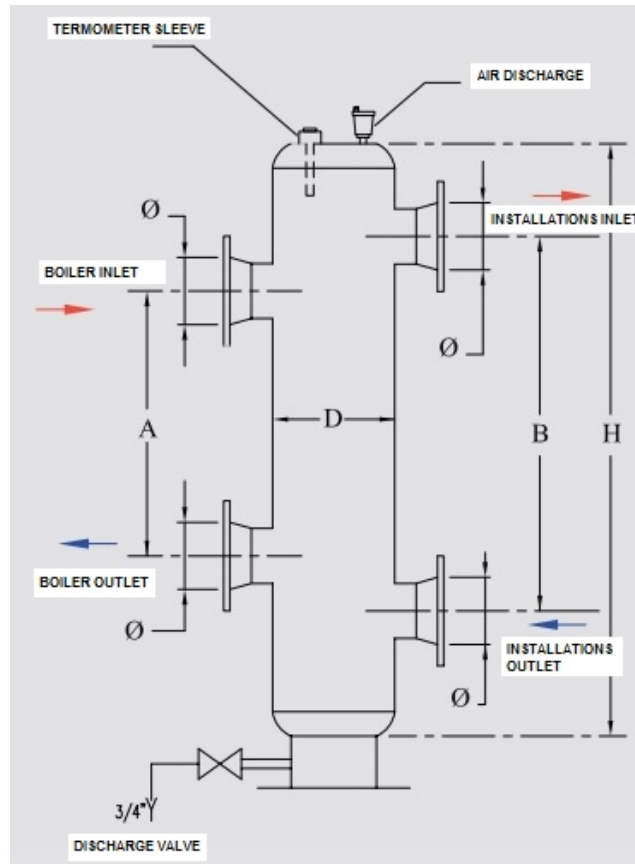 TERMOMETER SLEEVE
AIR DISCHARGE
Ø
INSTALLATIONS INLET
BOILER INLET
Ø
A
D
B
H
BOILER OUTLET
Ø
INSTALLATIONS
OUTLET
Ø
3/4"
DISCHARGE VALVE